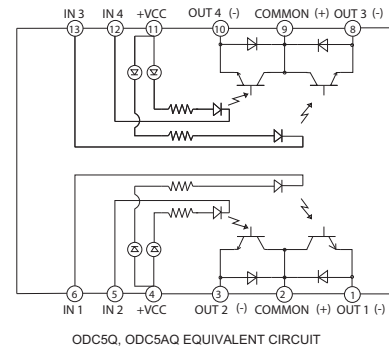 IN 3 IN 4 +VCC OUT 4 (-) COMMON (+) OUT 3 (-)
13 12 11 10 9 8
6 5 4 3 2 1
IN 1 IN 2 +VCC OUT 2 (-) COMMON (+) OUT 1 (-)
ODC5Q, ODC5AQ EQUIVALENT CIRCUIT